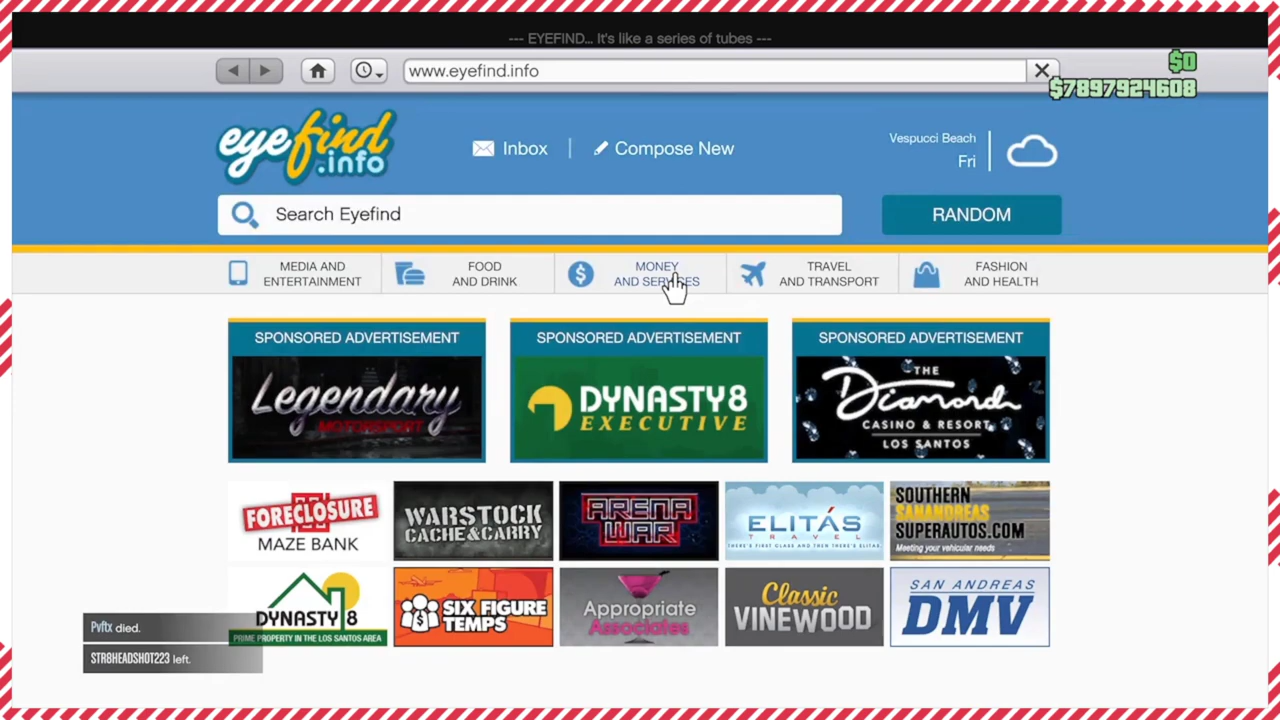 --- EYEFIND... It's like a series of tubes ---
www.eyefind.info
$0
$7897924608
eyefind
.info
Inbox
Compose New
Vespucci Beach
Fri
Search Eyefind
RANDOM
MEDIA AND
ENTERTAINMENT
FOOD
AND DRINK
MONEY
AND SERVICES
TRAVEL
AND TRANSPORT
FASHION
AND HEALTH
SPONSORED ADVERTISEMENT
Legendary
MOTORSPORT
SPONSORED ADVERTISEMENT
DYNASTY8
EXECUTIVE
SPONSORED ADVERTISEMENT
THE
Diamond
CASINO & RESORT
LOS SANTOS
FORECLOSURE
MAZE BANK
WARSTOCK
CACHE&CARRY
ARENA
WAR
ELITÁS
TRAVEL
THERE'S FIRST CLASS AND THEN THERE'S ELITAS
SOUTHERN
SANANDREAS
SUPERAUTOS.COM
Meeting your vehicular needs
DYNASTY 8
PRIME PROPERTY IN THE LOS SANTOS AREA
SIX FIGURE
TEMPS
Appropriate
Associates
Classic
VINEWOOD
SAN ANDREAS
DMV
Pvftx died.
STR8HEADSHOT223 left.